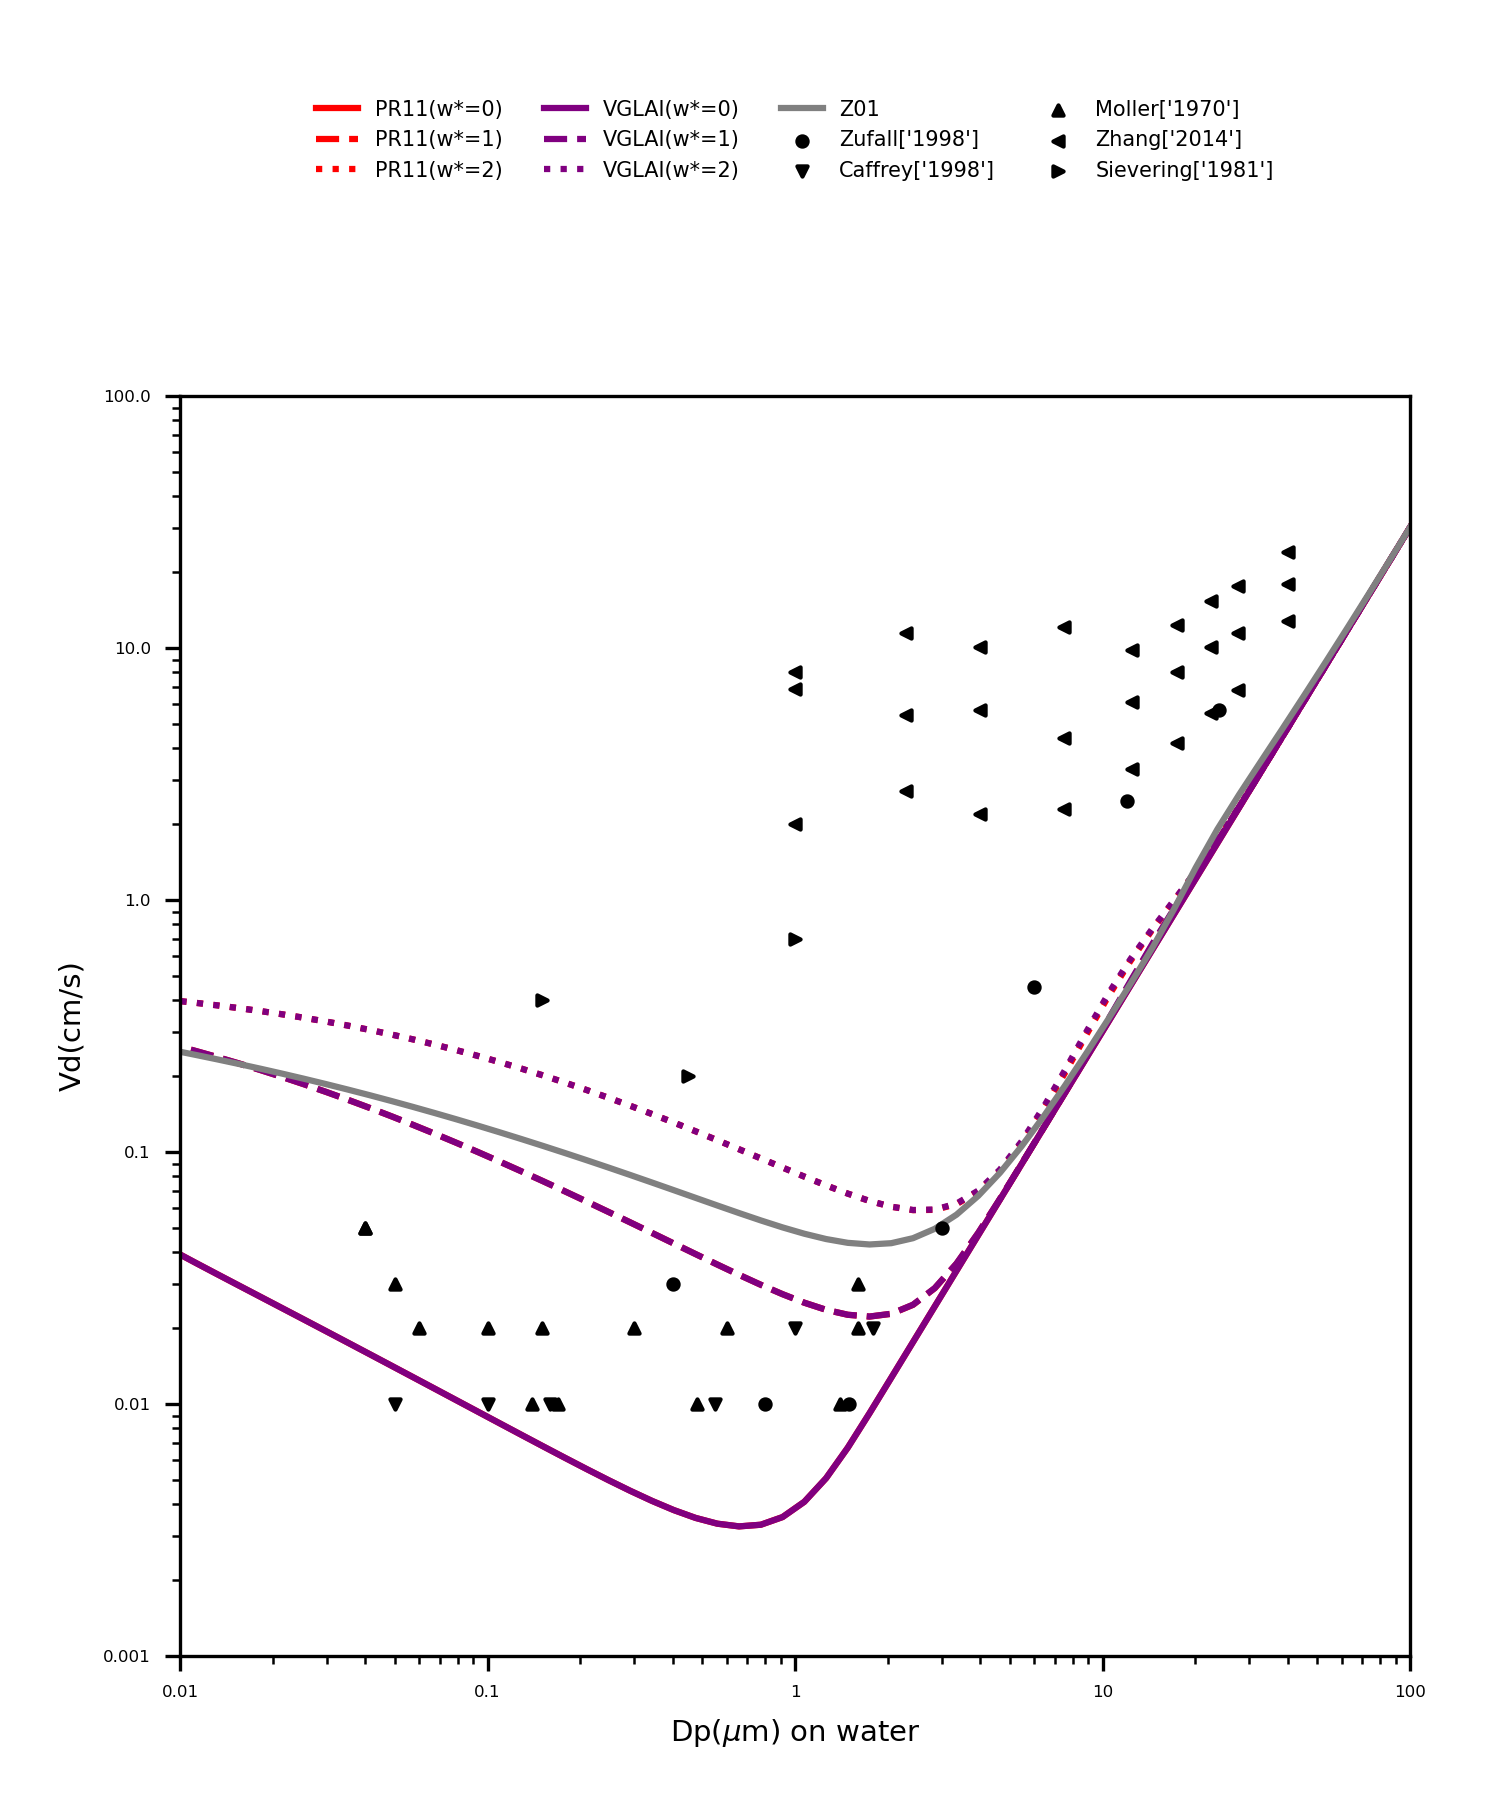 PR11(w*=0) VGLAI(w*=0) Z01 Moller['1970']
PR11(w*=1) VGLAI(w*=1) Zufall['1998'] Zhang['2014']
PR11(w*=2) VGLAI(w*=2) Caffrey['1998'] Sievering['1981']
100.0
10.0
1.0
0.1
0.01
0.001
Vd(cm/s)
0.01 0.1 1 10 100
Dp(μm) on water